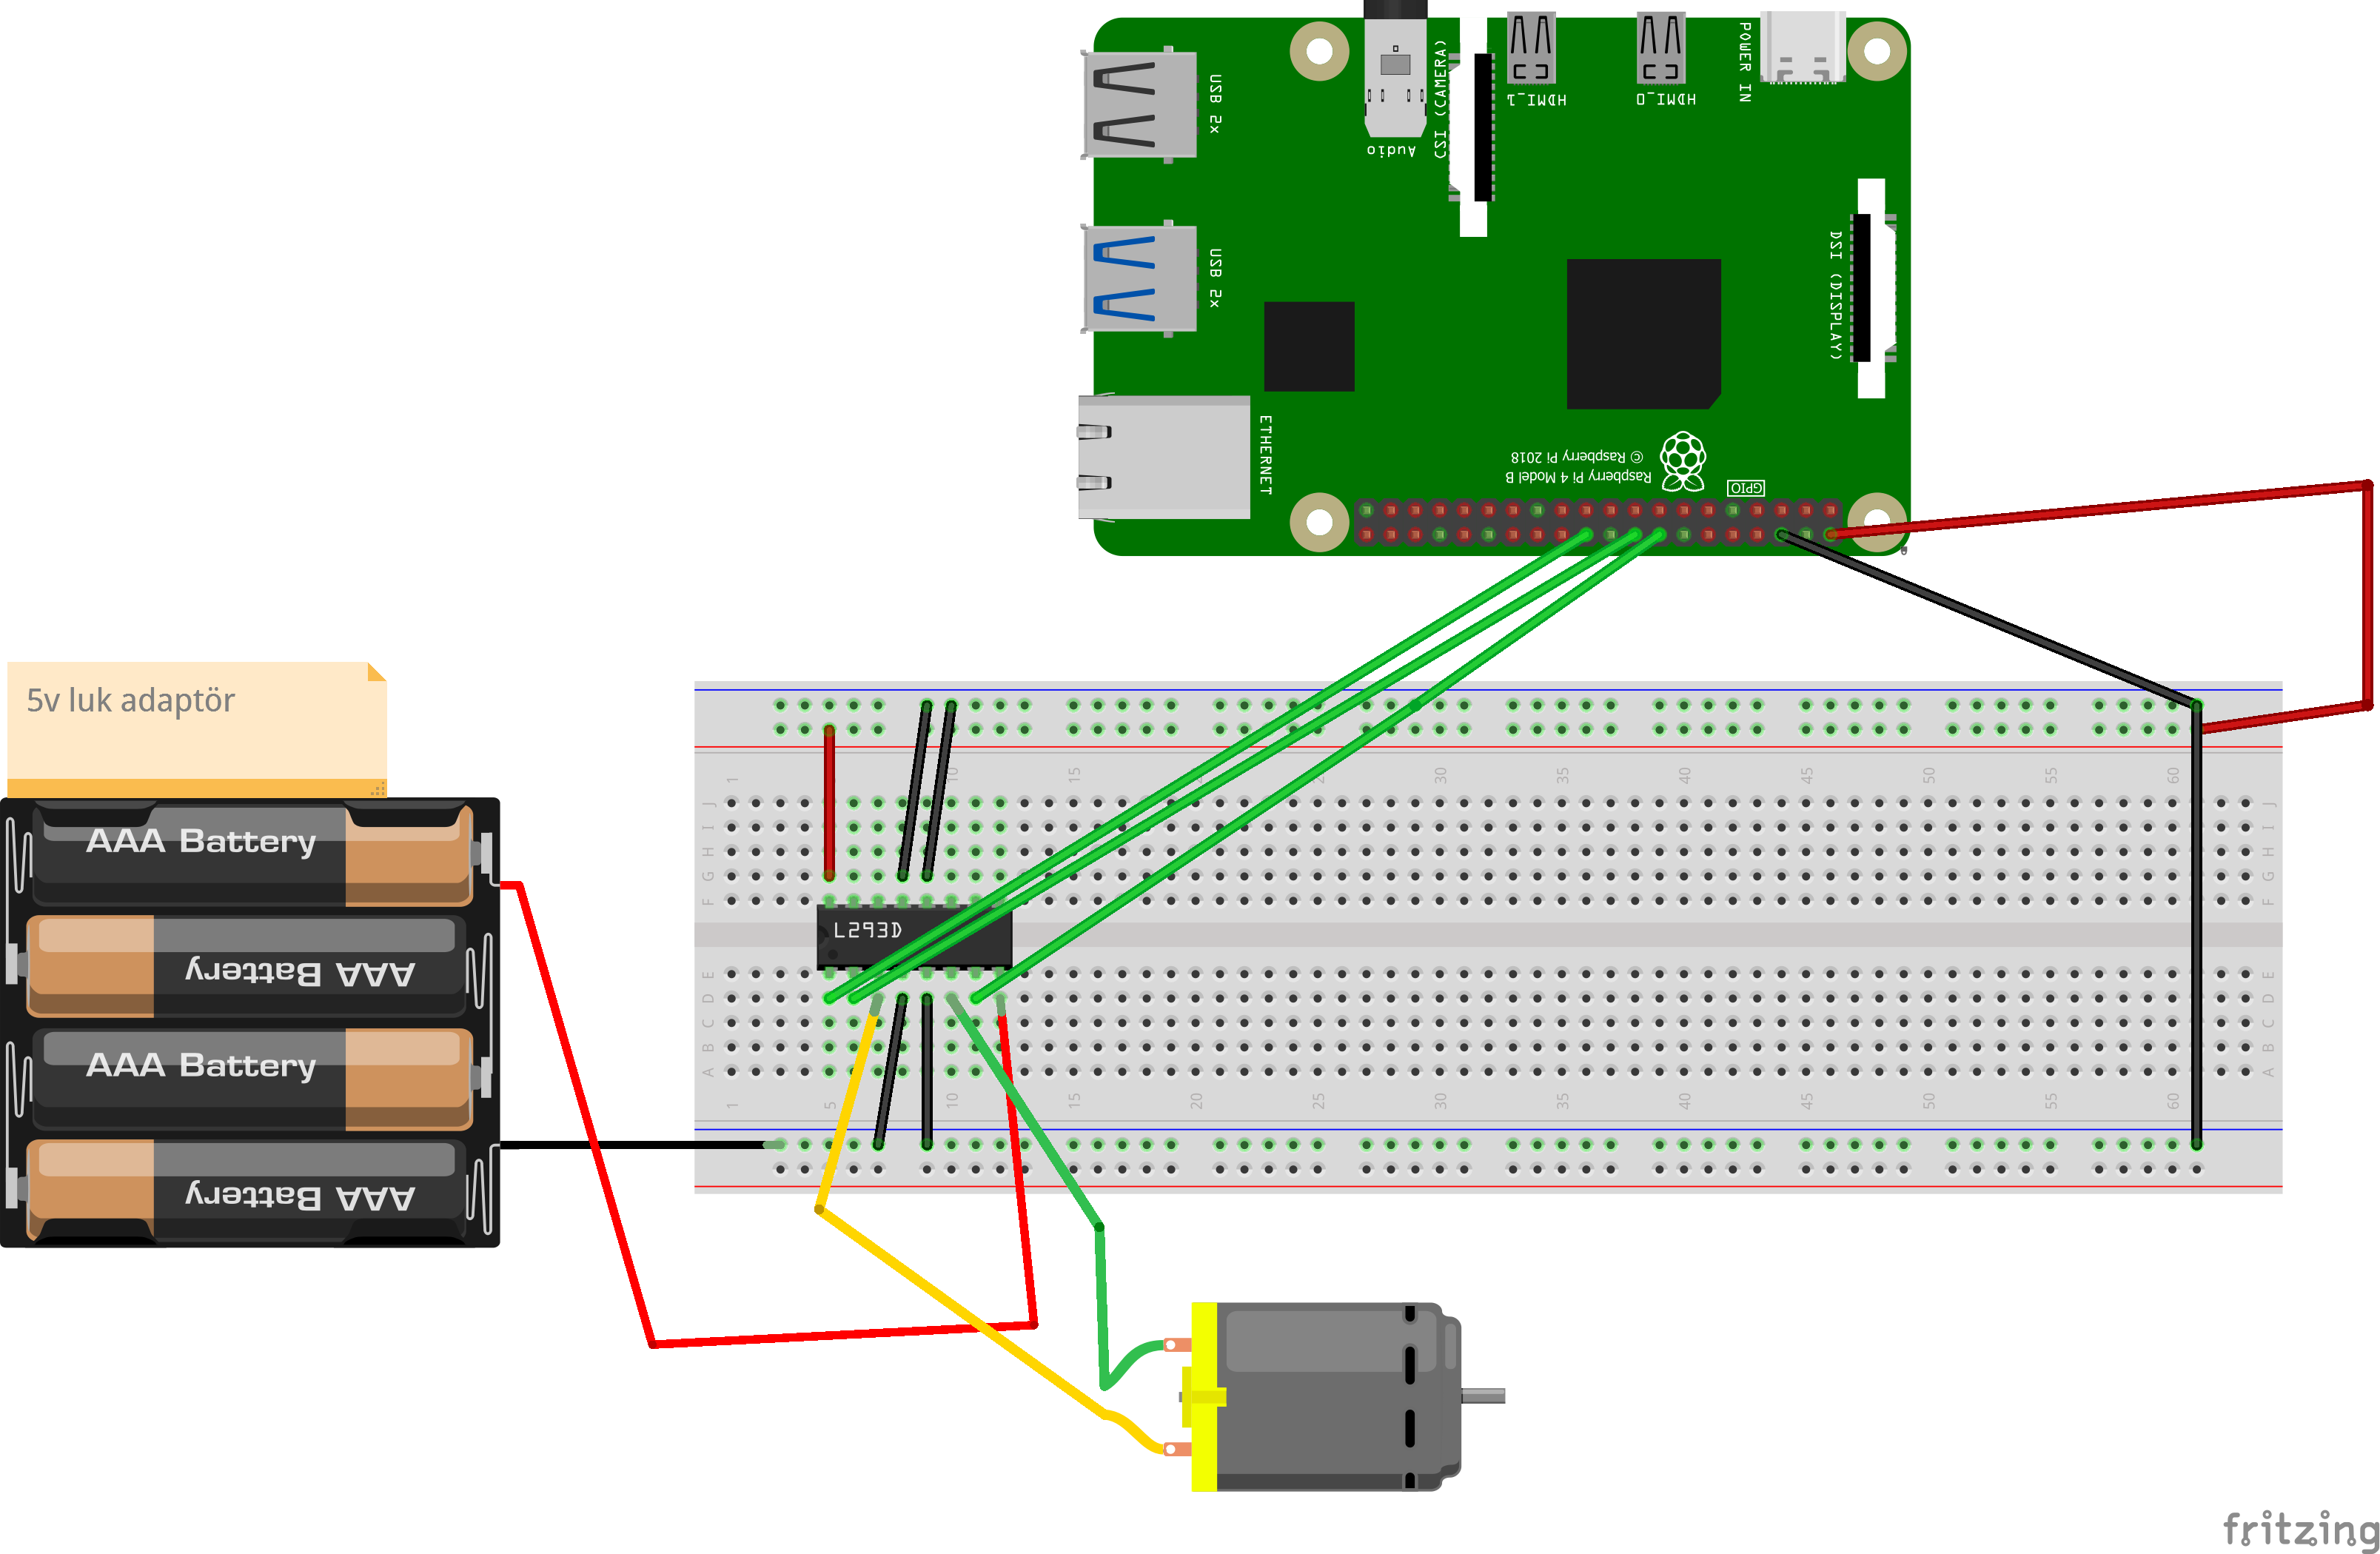 USB 2x
USB 2x
Audio
CSI (CAMERA)
HDMI_1
HDMI_0
POWER IN
DSI (DISPLAY)
ETHERNET
Raspberry Pi 4 Model B
© Raspberry Pi 2018
GPIO
5v luk adaptör
AAA Battery
AAA Battery
AAA Battery
AAA Battery
1 10 15 30 35 40 45 50 55 60
J J
I I
H H
G G
F F
L293D
E E
D D
C C
B B
A A
1 5 10 15 20 25 30 35 40 45 50 55 60
fritzing